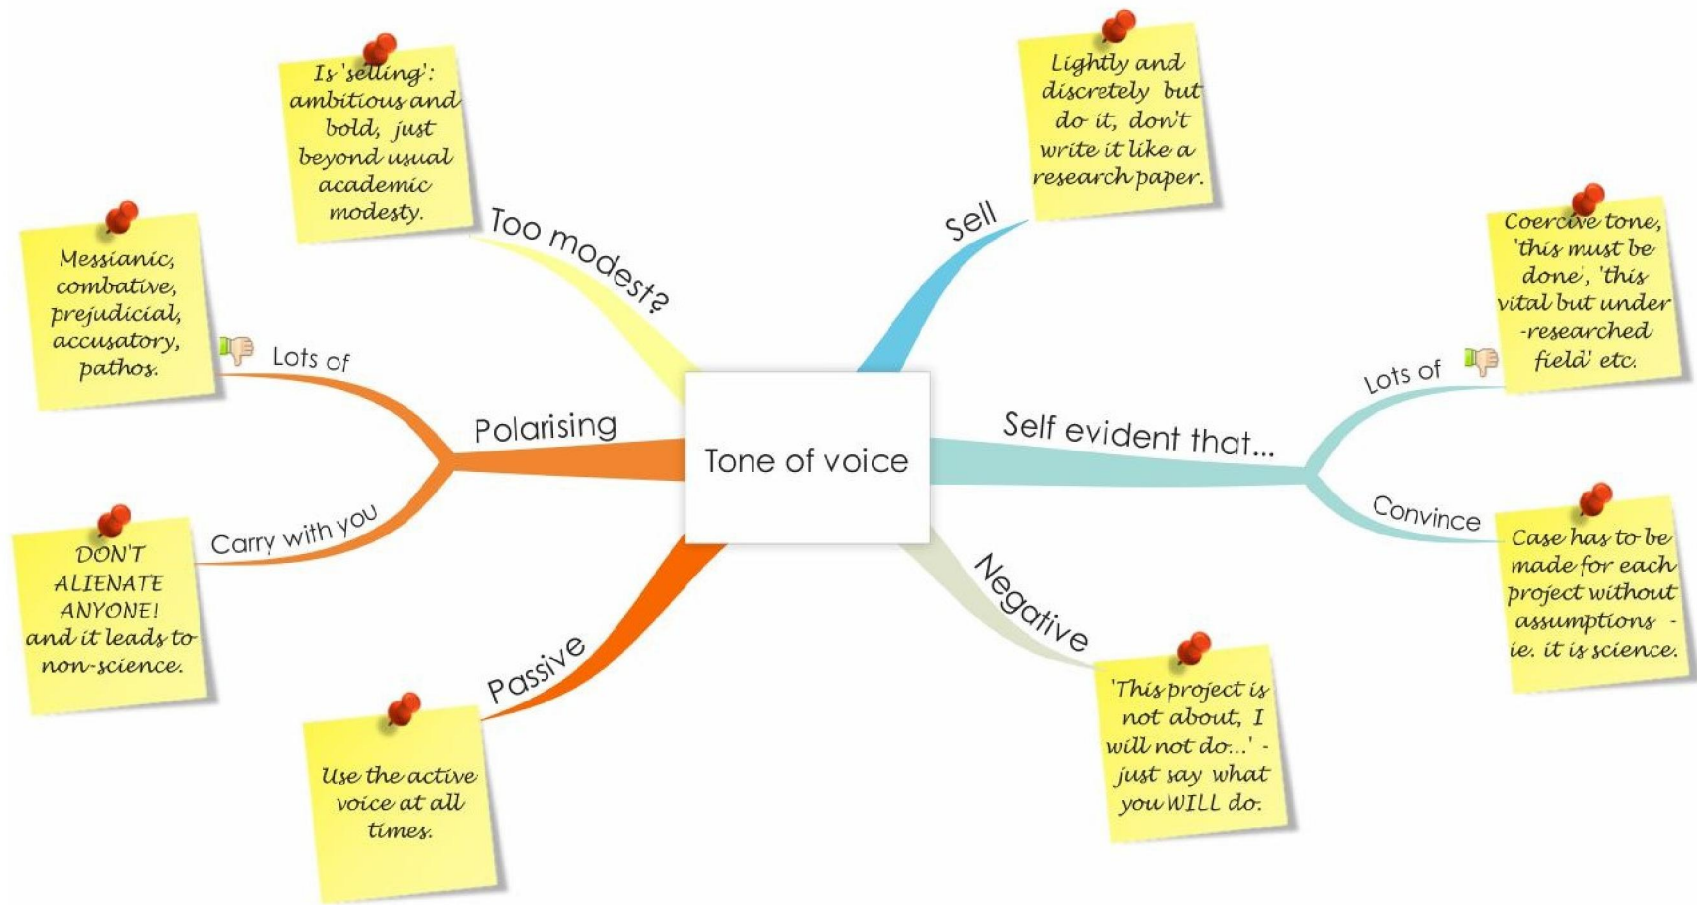 Is 'selling':
ambitious and
bold, just
beyond usual
academic
modesty.
Too modest?
Lightly and
discretely but
do it, don't
write it like a
research paper.
Sell
Messianic,
combative,
prejudicial,
accusatory,
pathos.
Lots of
Polarising
Carry with you
DON'T
ALIENATE
ANYONE!
and it leads to
non-science.
Tone of voice
Coercive tone,
'this must be
done', 'this
vital but under
-researched
field' etc.
Lots of
Self evident that...
Convince
Case has to be
made for each
project without
assumptions -
ie. it is science.
Passive
Use the active
voice at all
times.
Negative
'This project is
not about, I
will not do...' -
just say what
you WILL do.